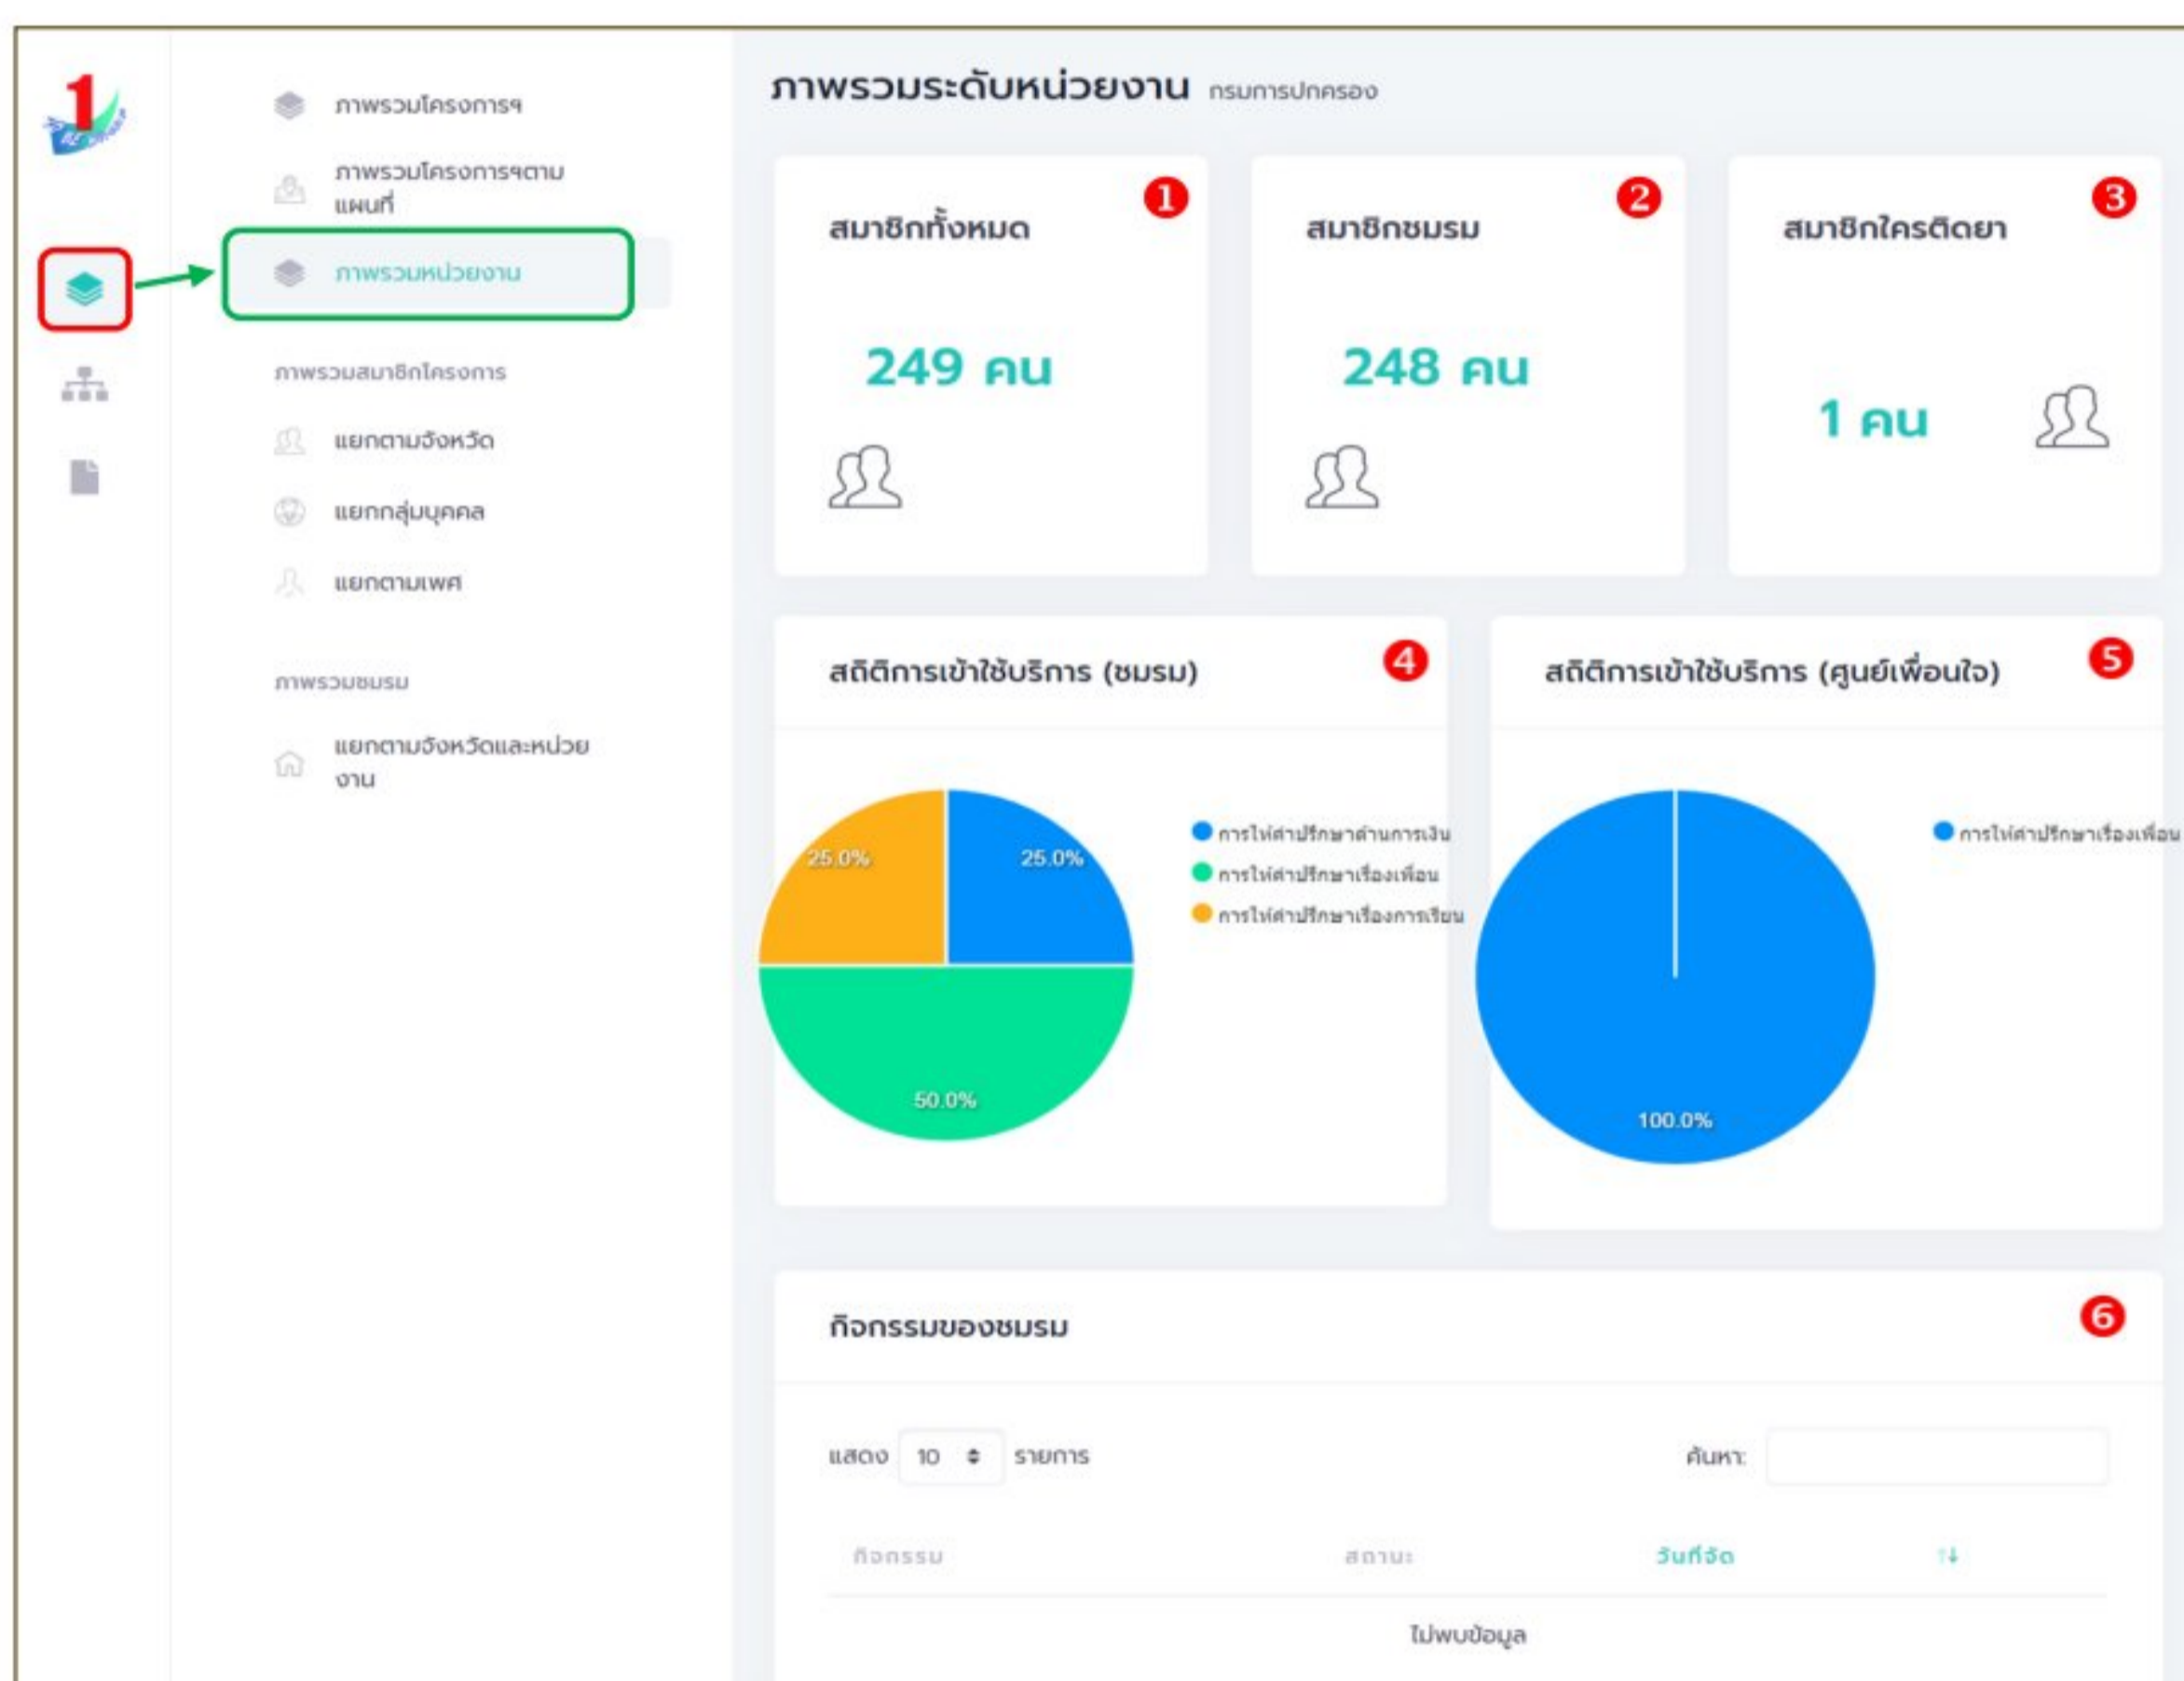 1
ภาพรวมโครงการฯ
ภาพรวมโครงการฯตาม
แผนที่
ภาพรวมหน่วยงาน
ภาพรวมสมาชิกโครงการ
แยกตามจังหวัด
แยกกลุ่มบุคคล
แยกตามเพศ
ภาพรวมชมรม
แยกตามจังหวัดและหน่วย
งาน
ภาพรวมระดับหน่วยงาน กรมการปกครอง
สมาชิกทั้งหมด 1
249 คน
สมาชิกชมรม 2
248 คน
สมาชิกใครติดยา 3
1 คน
สถิติการเข้าใช้บริการ (ชมรม) 4
25.0%
25.0%
50.0%
การให้คำปรึกษาด้านการเงิน
การให้คำปรึกษาเรื่องเพื่อน
การให้คำปรึกษาเรื่องการเรียน
สถิติการเข้าใช้บริการ (ศูนย์เพื่อนใจ) 5
100.0%
การให้คำปรึกษาเรื่องเพื่อน
กิจกรรมของชมรม 6
แสดง 10 รายการ ค้นหา:
กิจกรรม สถานะ วันที่จัด
ไม่พบข้อมูล